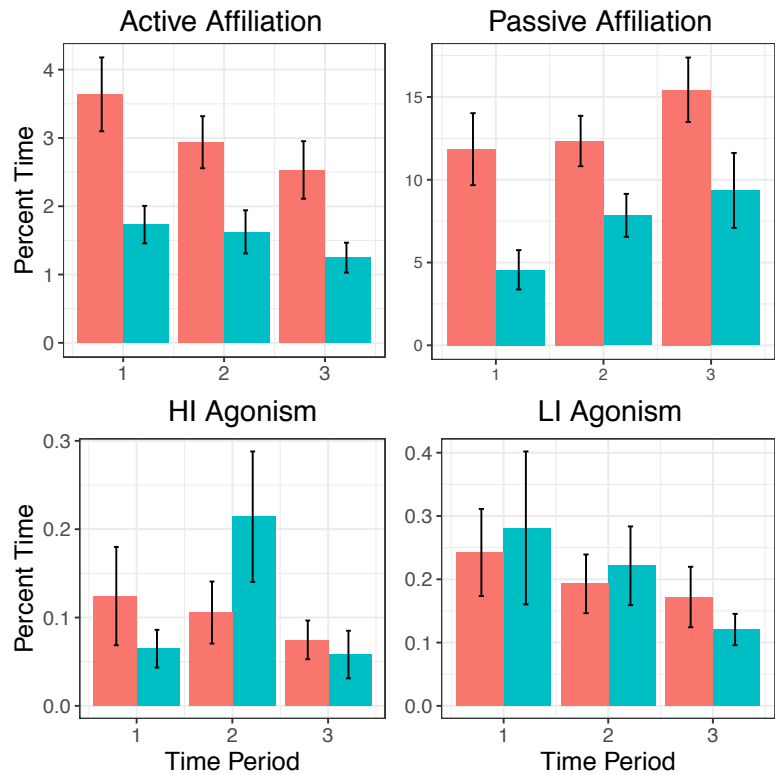 Active Affiliation
Passive Affiliation
Percent Time
4
3
2
1
0
15
10
5
0
1 2 3
1 2 3
HI Agonism
LI Agonism
Percent Time
0.3
0.2
0.1
0.0
0.4
0.3
0.2
0.1
0.0
1 2 3
1 2 3
Time Period
Time Period